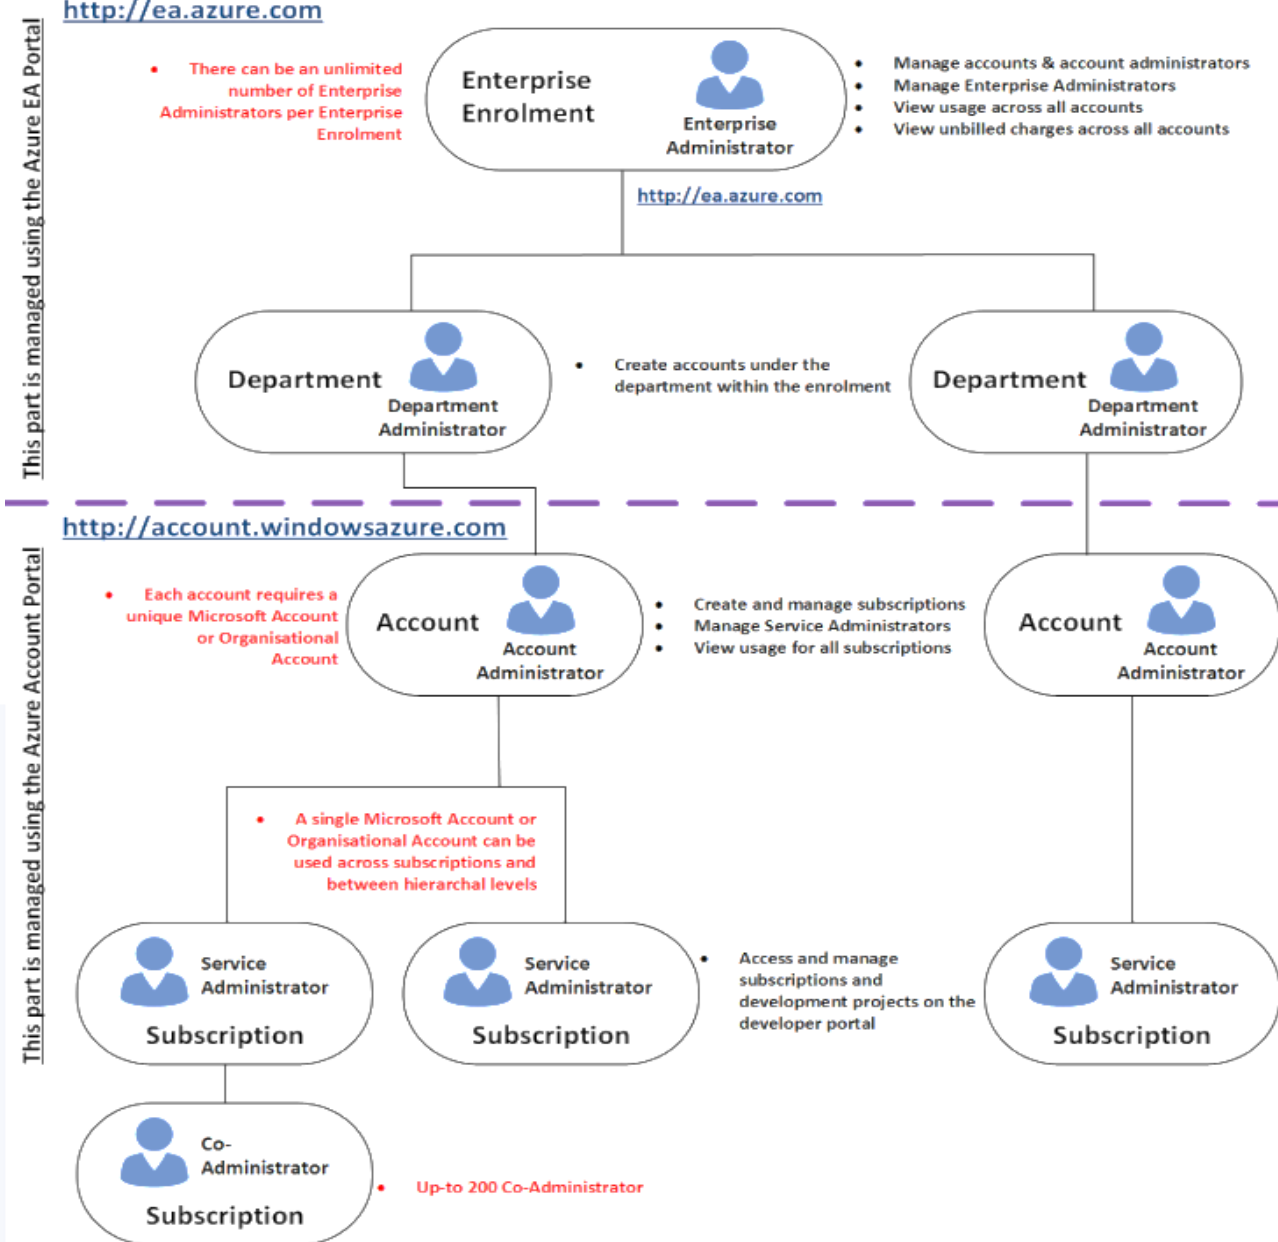 http://ea.azure.com
This part is managed using the Azure EA Portal
There can be an unlimited
number of Enterprise
Administrators per Enterprise
Enrolment
Enterprise
Enrolment
Enterprise
Administrator
Manage accounts & account administrators
Manage Enterprise Administrators
View usage across all accounts
View unbilled charges across all accounts
http://ea.azure.com
Department
Department
Administrator
Create accounts under the
department within the enrolment
Department
Department
Administrator
http://account.windowsazure.com
This part is managed using the Azure Account Portal
Each account requires a
unique Microsoft Account
or Organisational
Account
Account
Account
Administrator
Create and manage subscriptions
Manage Service Administrators
View usage for all subscriptions
Account
Account
Administrator
A single Microsoft Account or
Organisational Account can be
used across subscriptions and
between hierarchal levels
Service
Administrator
Subscription
Service
Administrator
Subscription
Access and manage
subscriptions and
development projects on the
developer portal
Service
Administrator
Subscription
Co-
Administrator
Subscription
Up-to 200 Co-Administrator